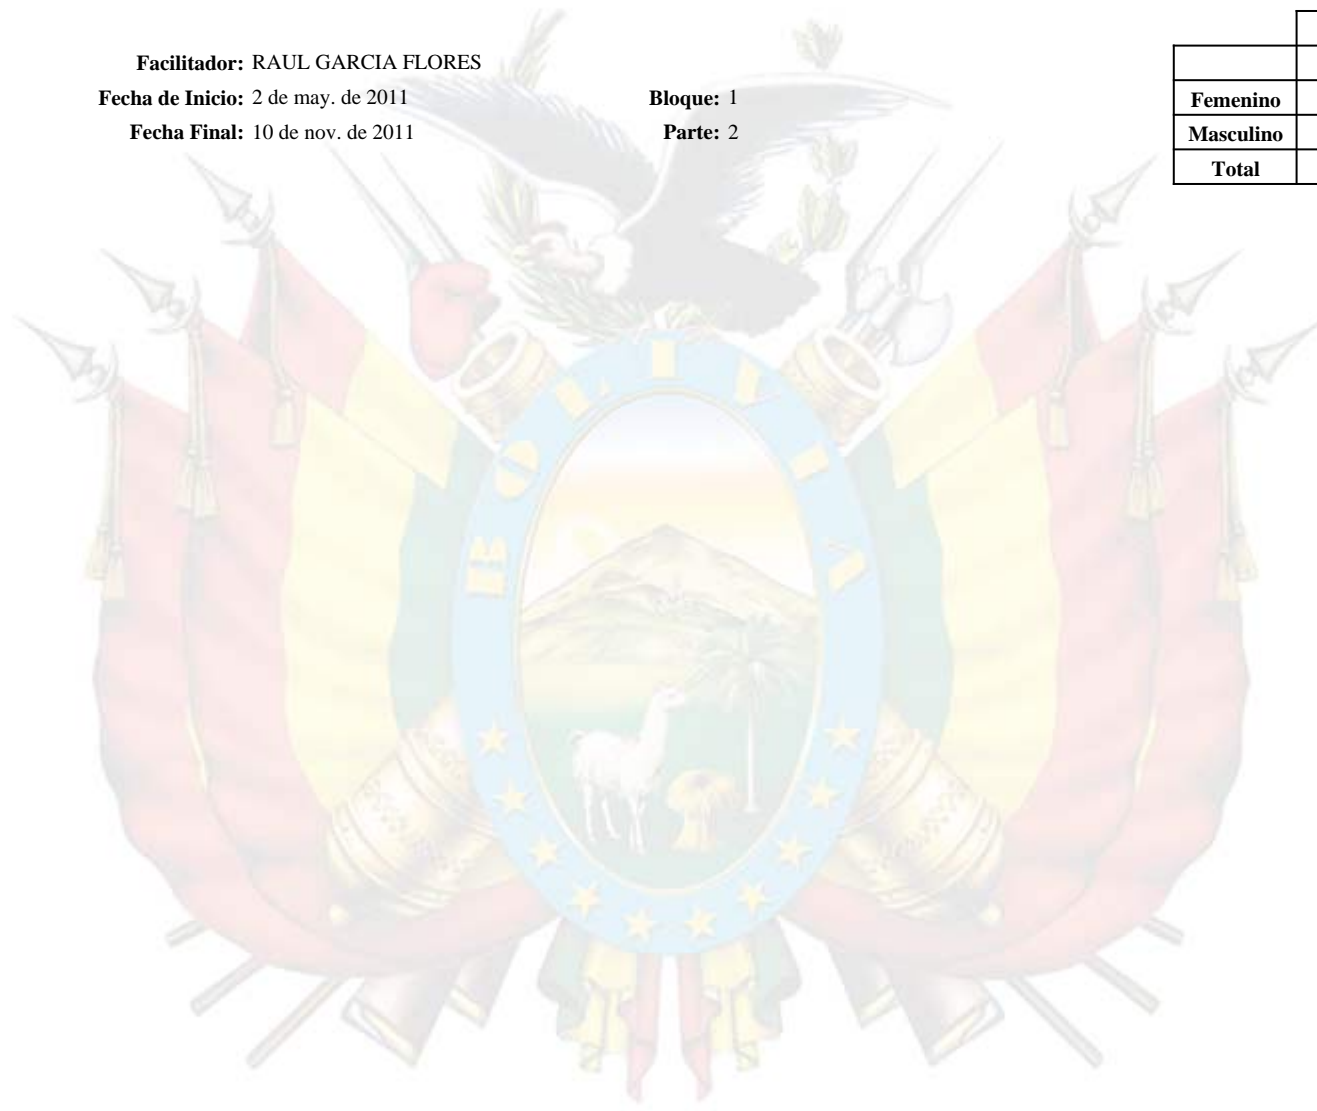 Facilitador: RAUL GARCIA FLORES
Fecha de Inicio: 2 de may. de 2011 Bloque: 1
Fecha Final: 10 de nov. de 2011 Parte: 2
Femenino
Masculino
Total
BOLIVIA